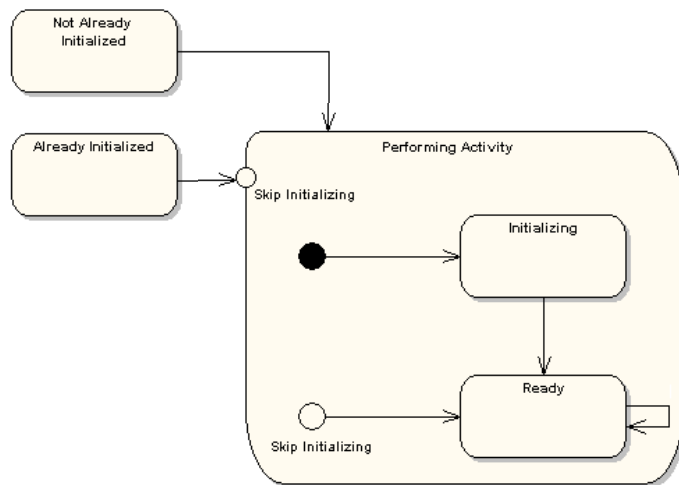 Not Already
Initialized
Already Initialized
Performing Activity
Skip Initializing
Initializing
Ready
Skip Initializing